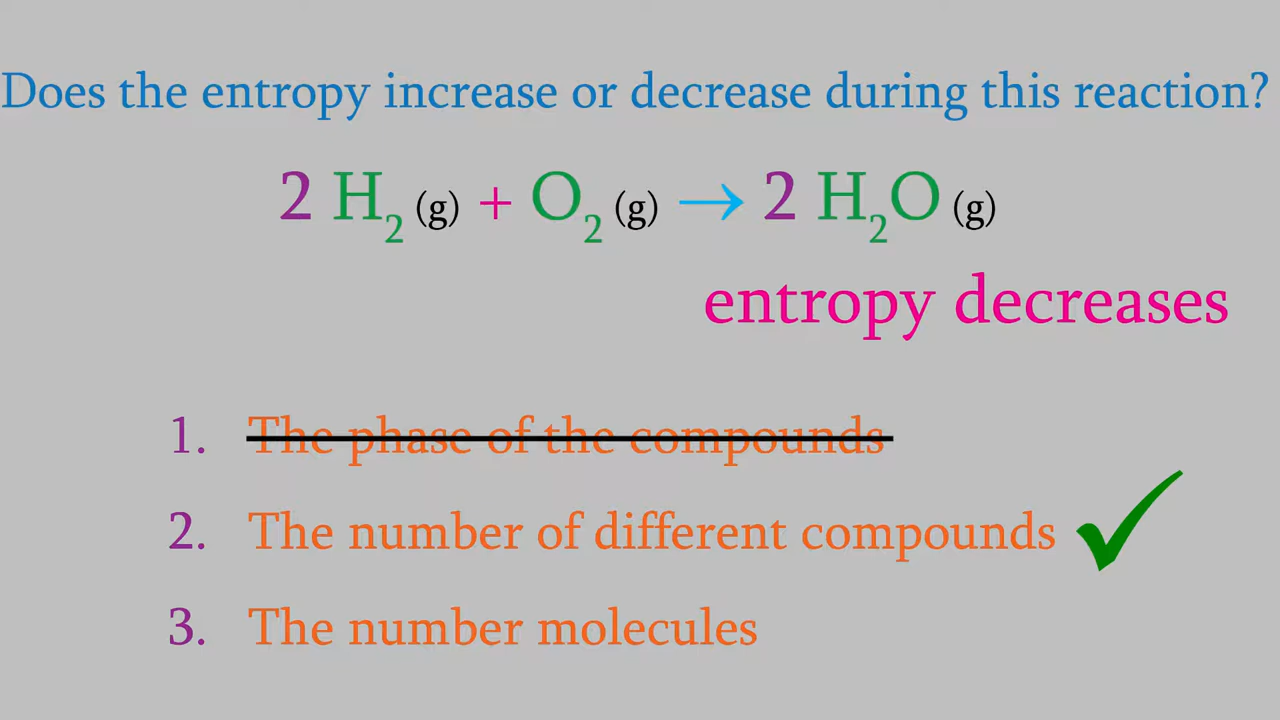 Does the entropy increase or decrease during this reaction?
2 H₂ (g) + O₂ (g) → 2 H₂O (g)
entropy decreases
1. The phase of the compounds
2. The number of different compounds
3. The number molecules